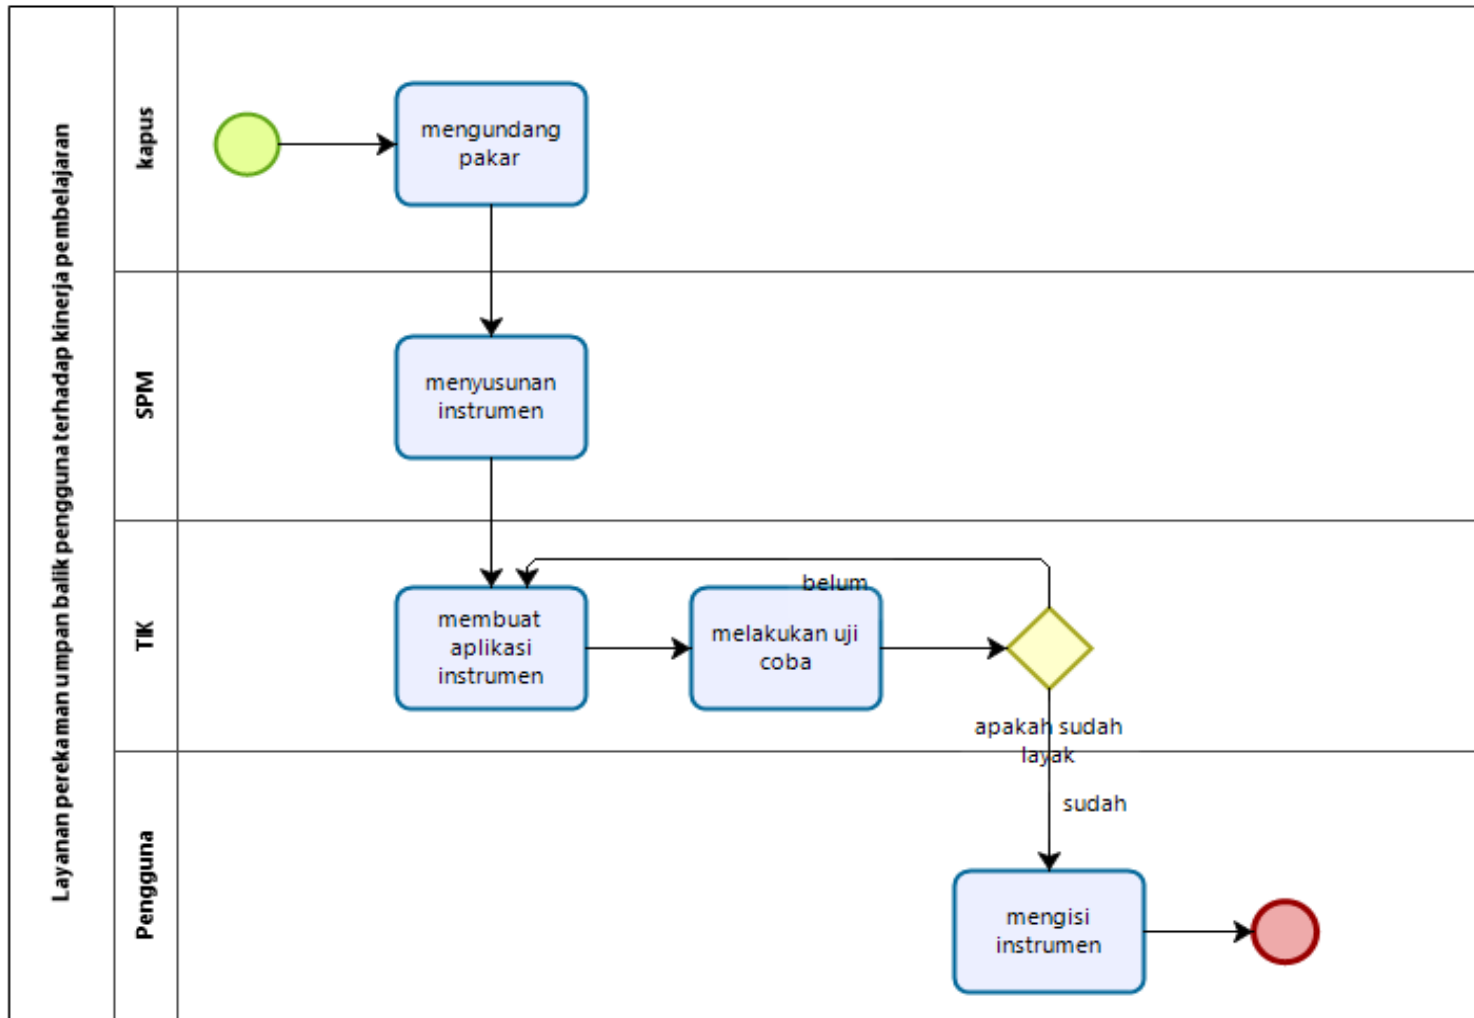 Layanan perekaman umpan balik pengguna terhadap kinerja pembelajaran
kapus
mengundang
pakar
SPM
menyusunan
instrumen
TIK
belum
membuat
aplikasi
instrumen
melakukan uji
coba
apakah sudah
layak
Pengguna
sudah
mengisi
instrumen